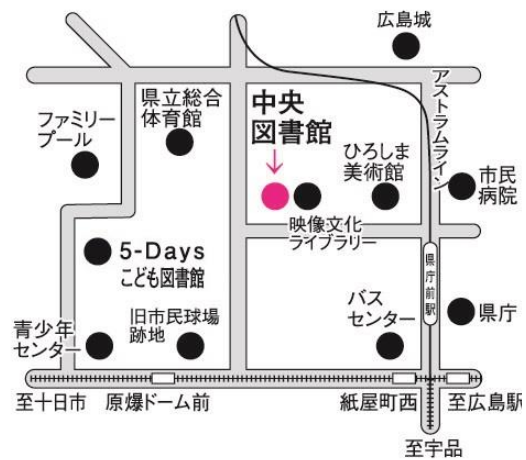 広島城
アストラムライン
県立総合
体育館
中央
図書館
ファミリー
プール
ひろしま
美術館
市民
病院
映像文化
ライブラリー
5-Days
こども図書館
県庁前駅
バス
センター
県庁
青少年
センター
旧市民球場
跡地
至十日市
原爆ドーム前
紙屋町西
至広島駅
至宇品